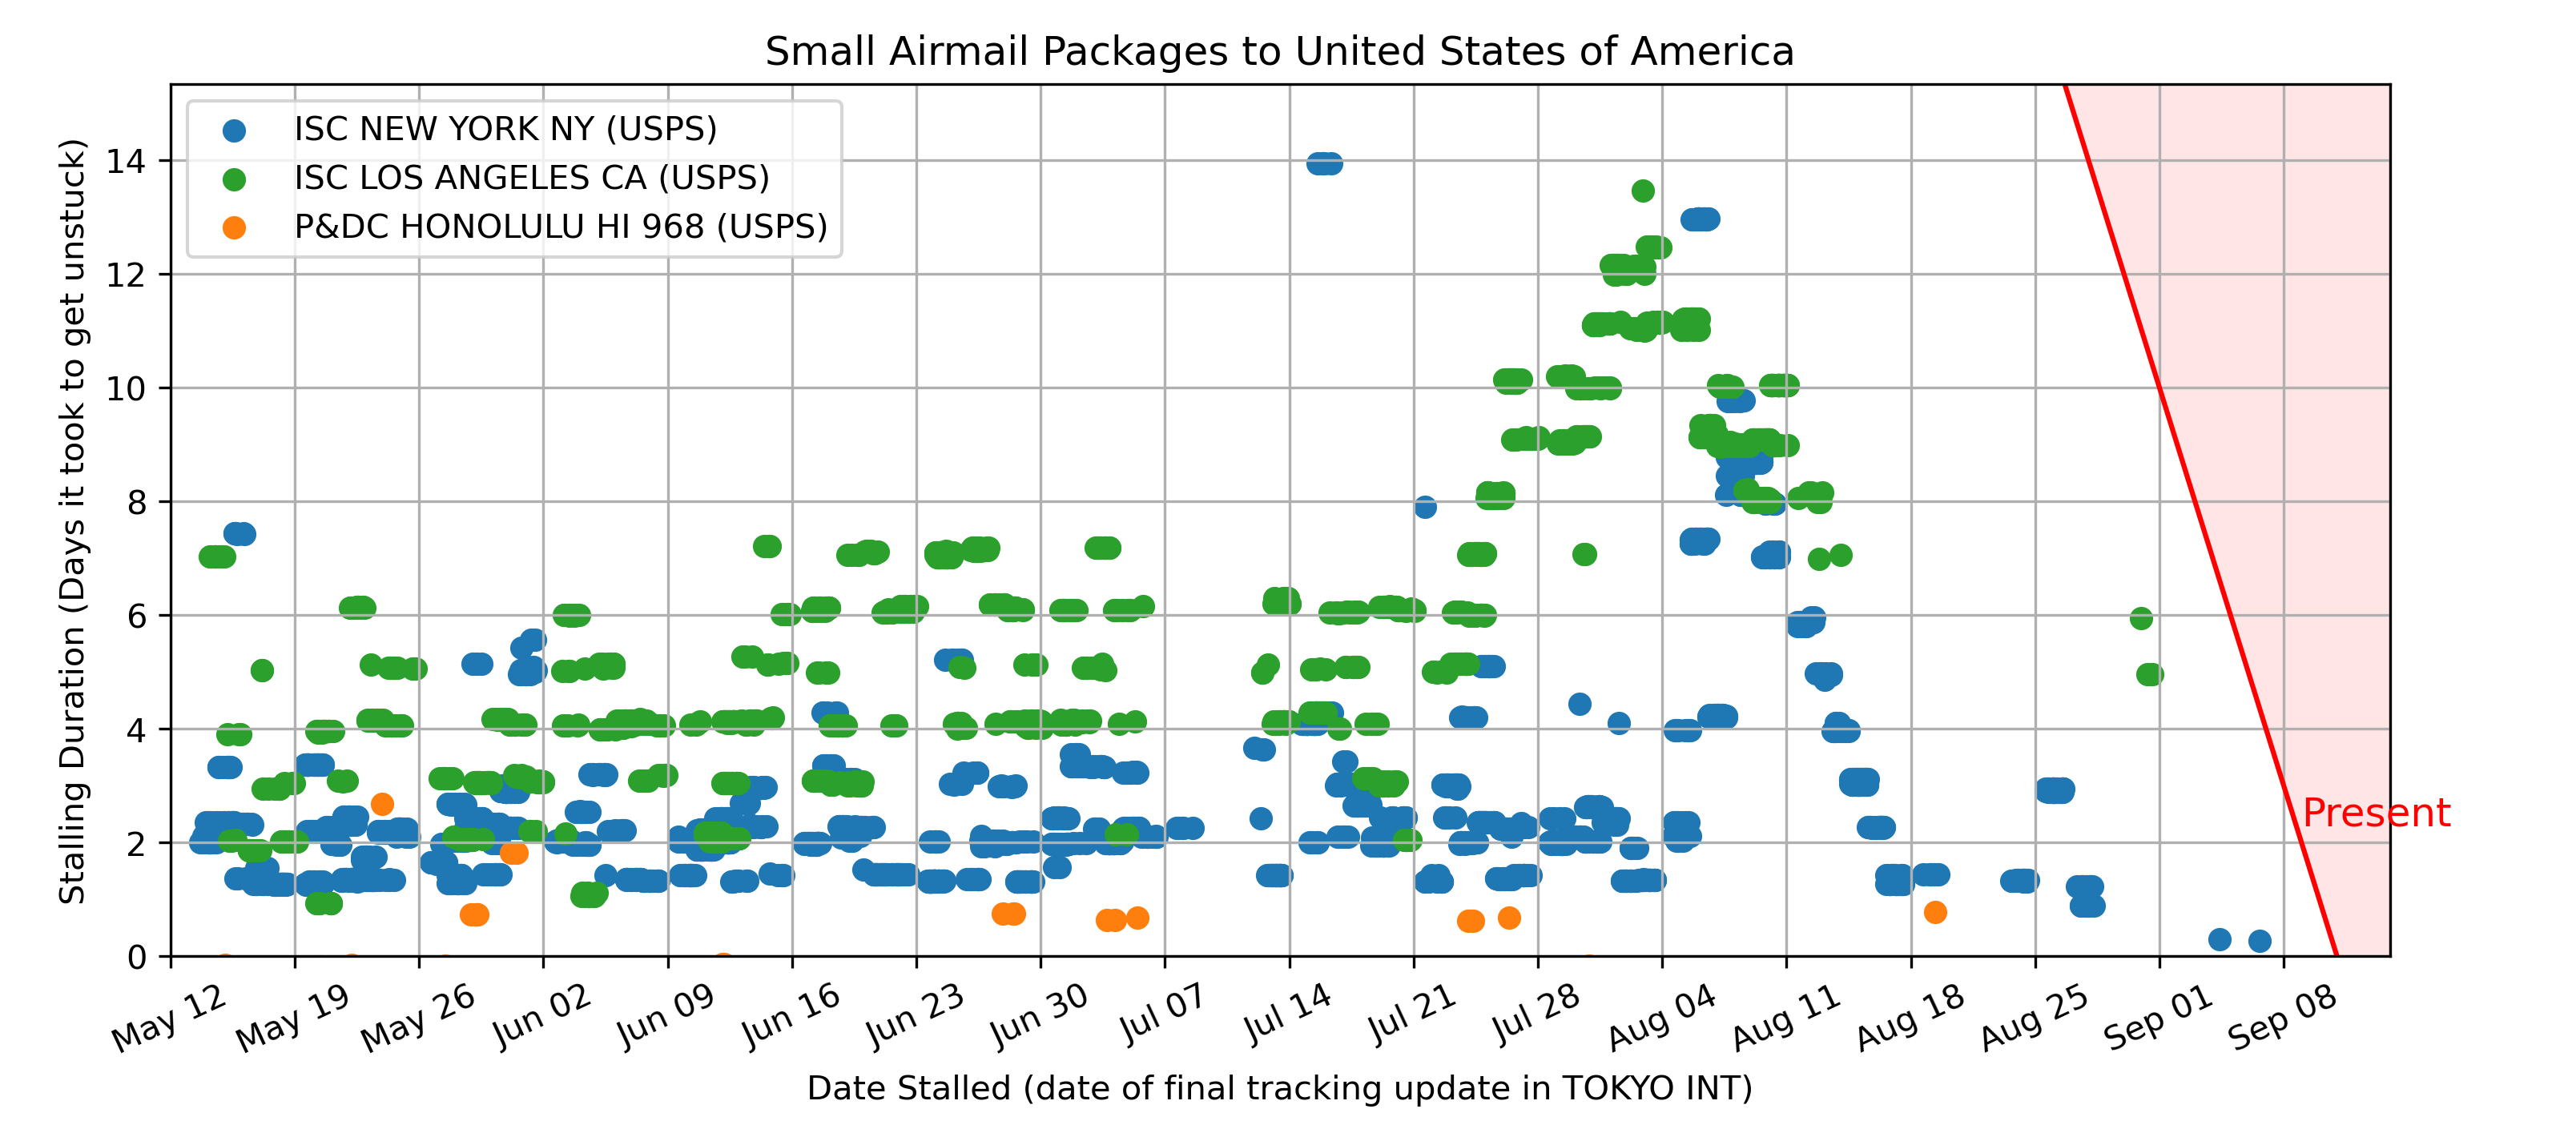 Small Airmail Packages to United States of America
ISC NEW YORK NY (USPS)
ISC LOS ANGELES CA (USPS)
P&DC HONOLULU HI 968 (USPS)
Stalling Duration (Days it took to get unstuck)
14
12
10
8
6
4
2
0
Present
May 12 May 19 May 26 Jun 02 Jun 09 Jun 16 Jun 23 Jun 30 Jul 07 Jul 14 Jul 21 Jul 28 Aug 04 Aug 11 Aug 18 Aug 25 Sep 01 Sep 08
Date Stalled (date of final tracking update in TOKYO INT)